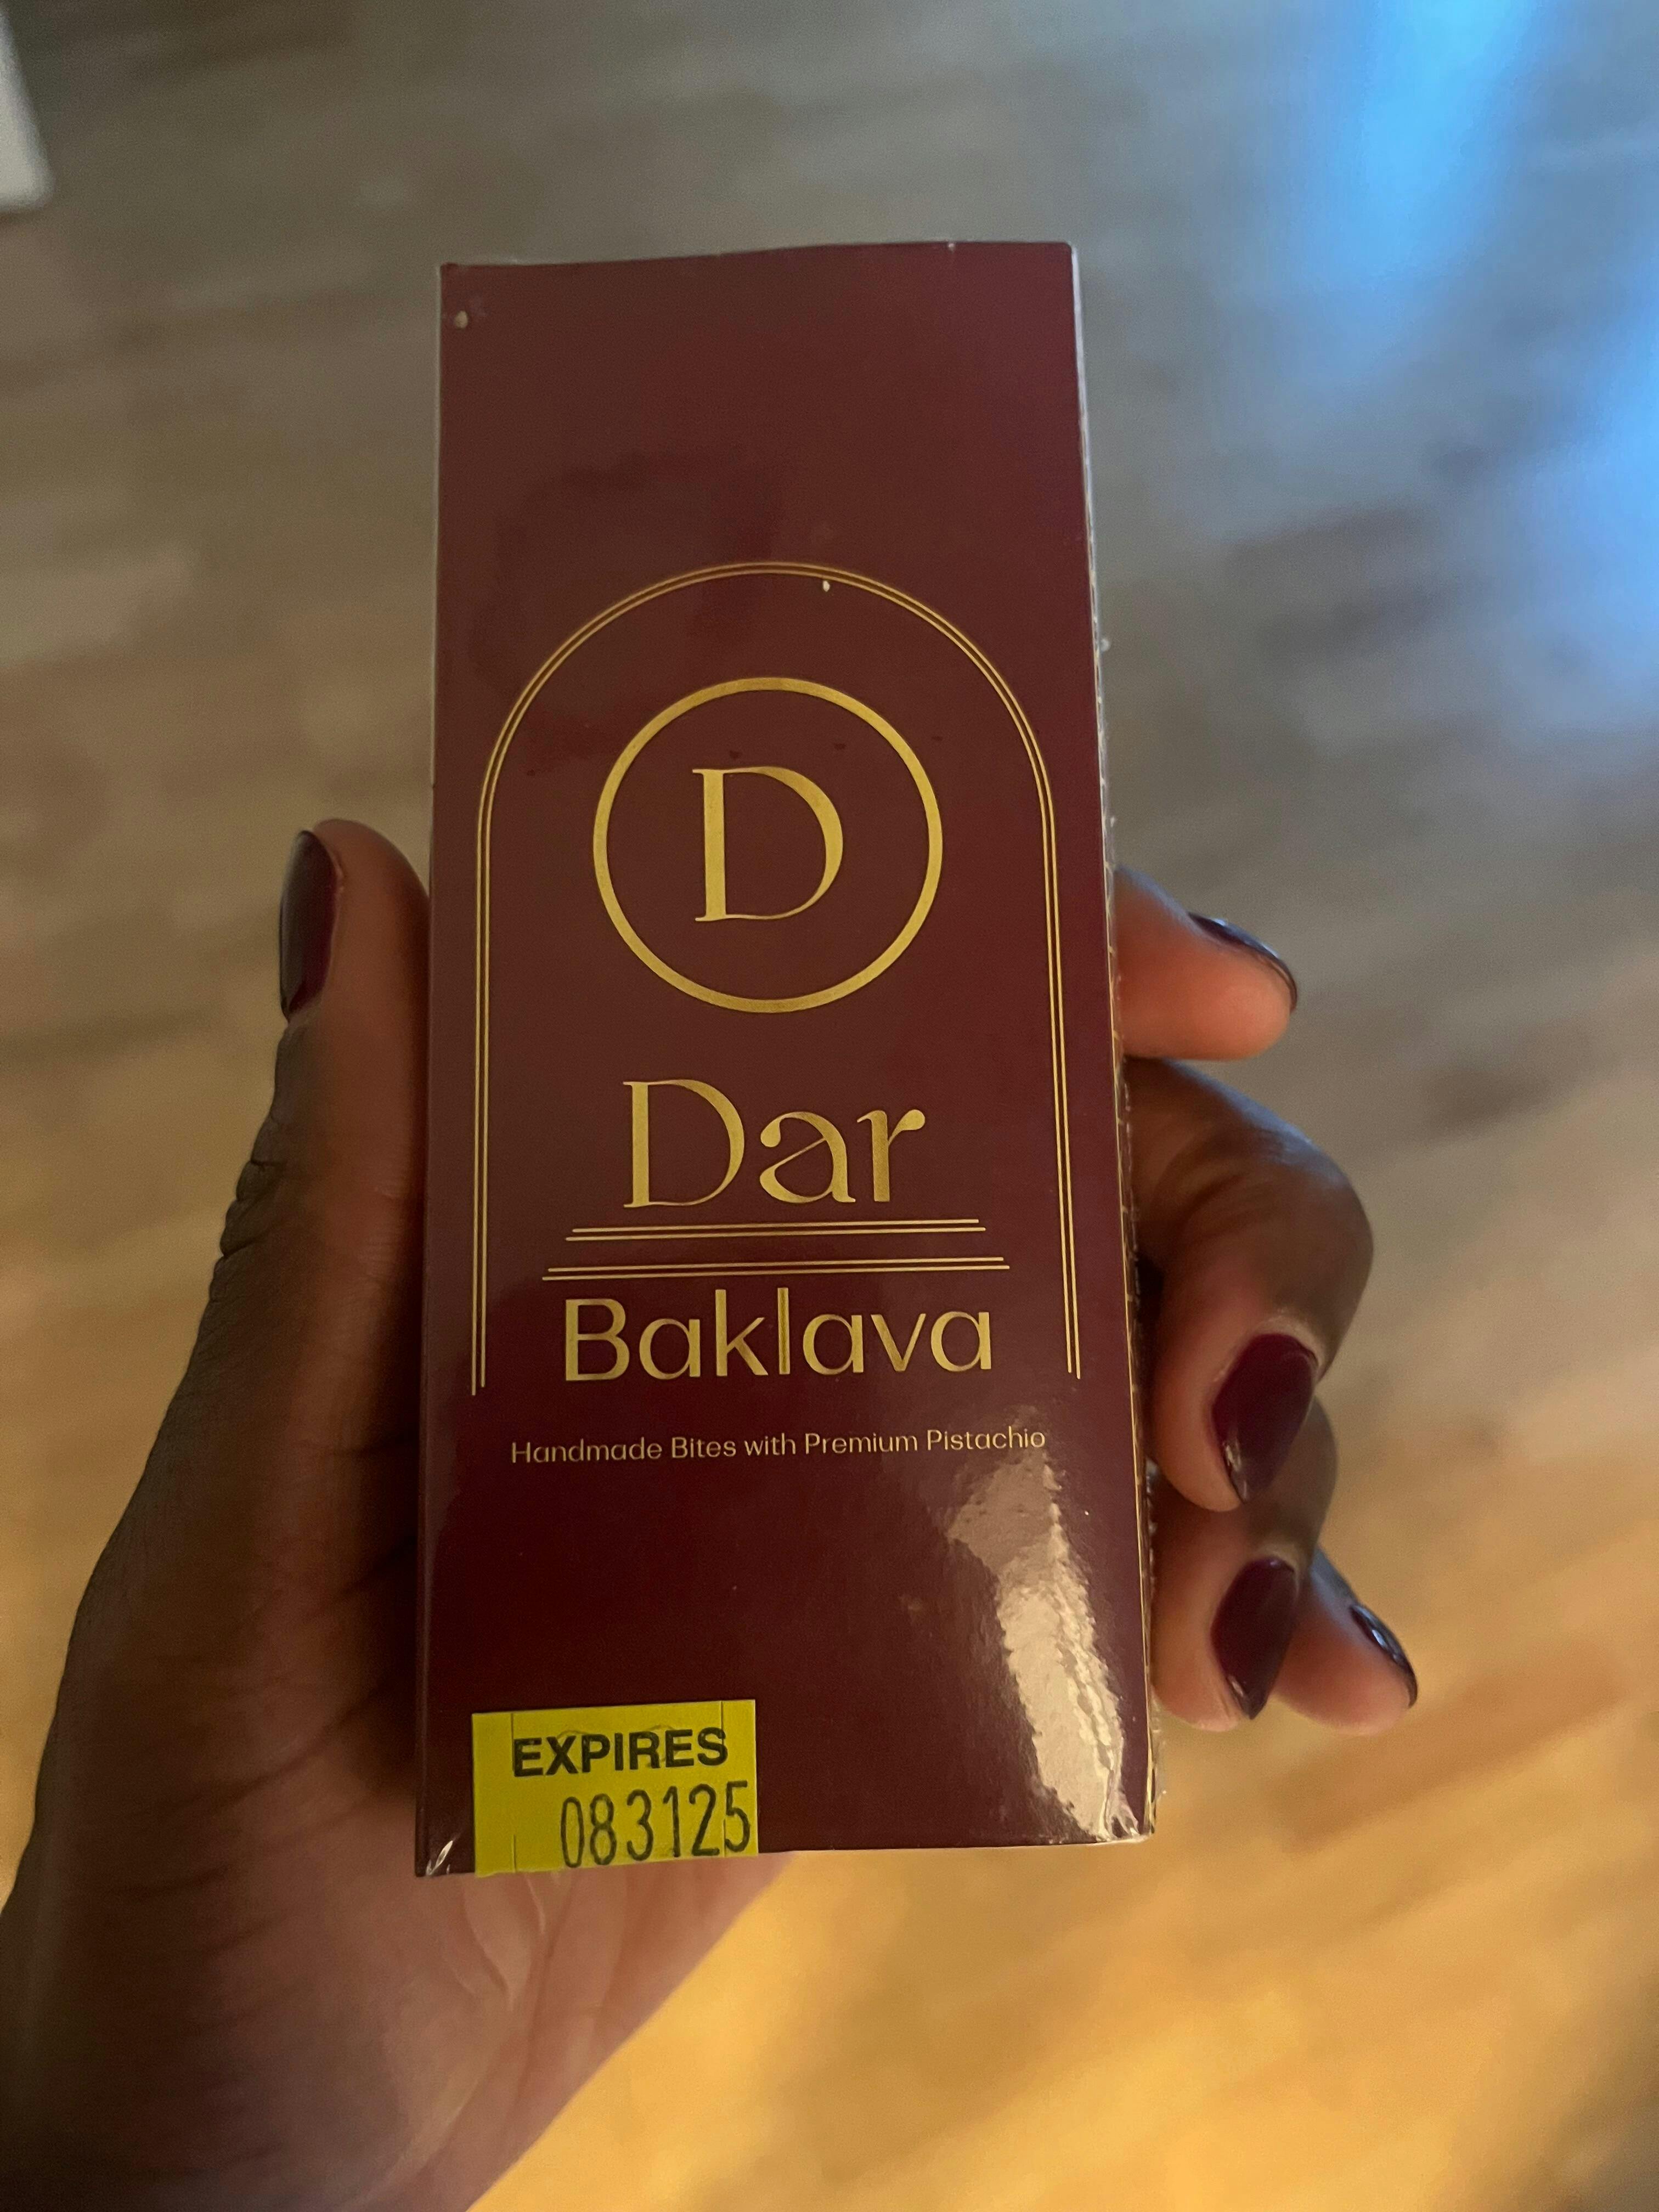 D
Dar
Baklava
Handmade Bites with Premium Pistachio
EXPIRES
083125